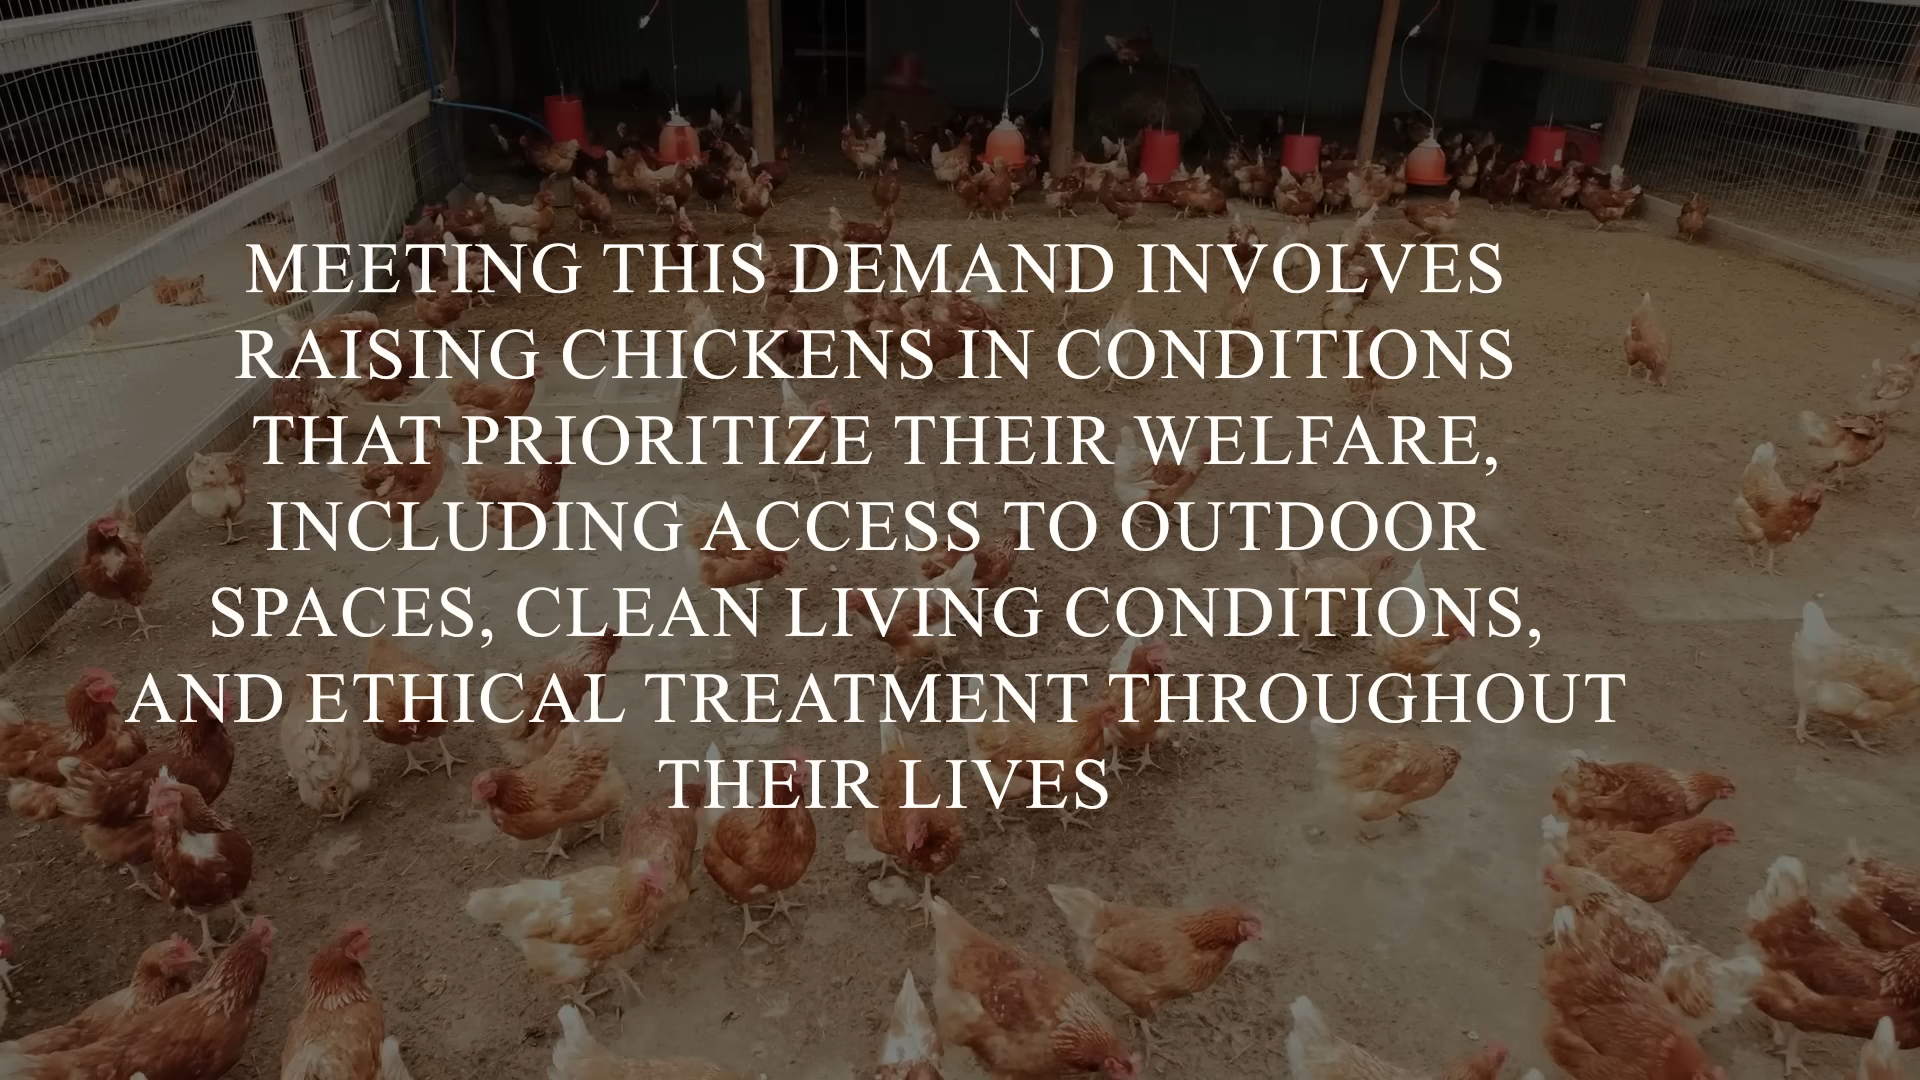 MEETING THIS DEMAND INVOLVES
RAISING CHICKENS IN CONDITIONS
THAT PRIORITIZE THEIR WELFARE,
INCLUDING ACCESS TO OUTDOOR
SPACES, CLEAN LIVING CONDITIONS,
AND ETHICAL TREATMENT THROUGHOUT
THEIR LIVES